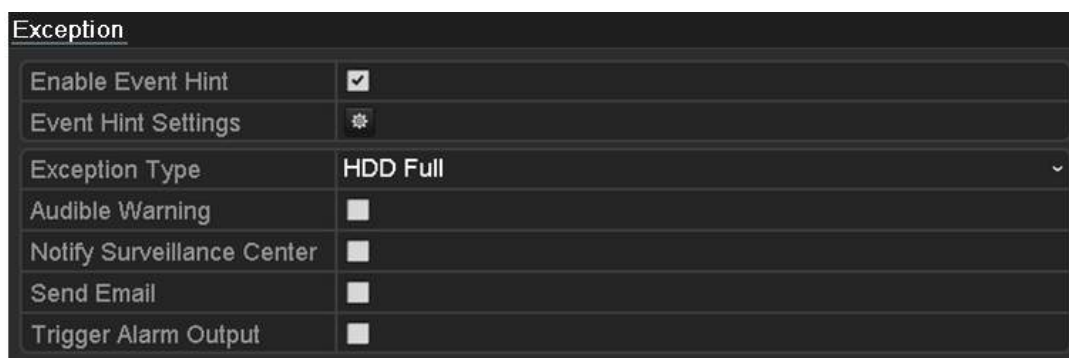 Exception
Enable Event Hint
Event Hint Settings
Exception Type HDD Full
Audible Warning
Notify Surveillance Center
Send Email
Trigger Alarm Output